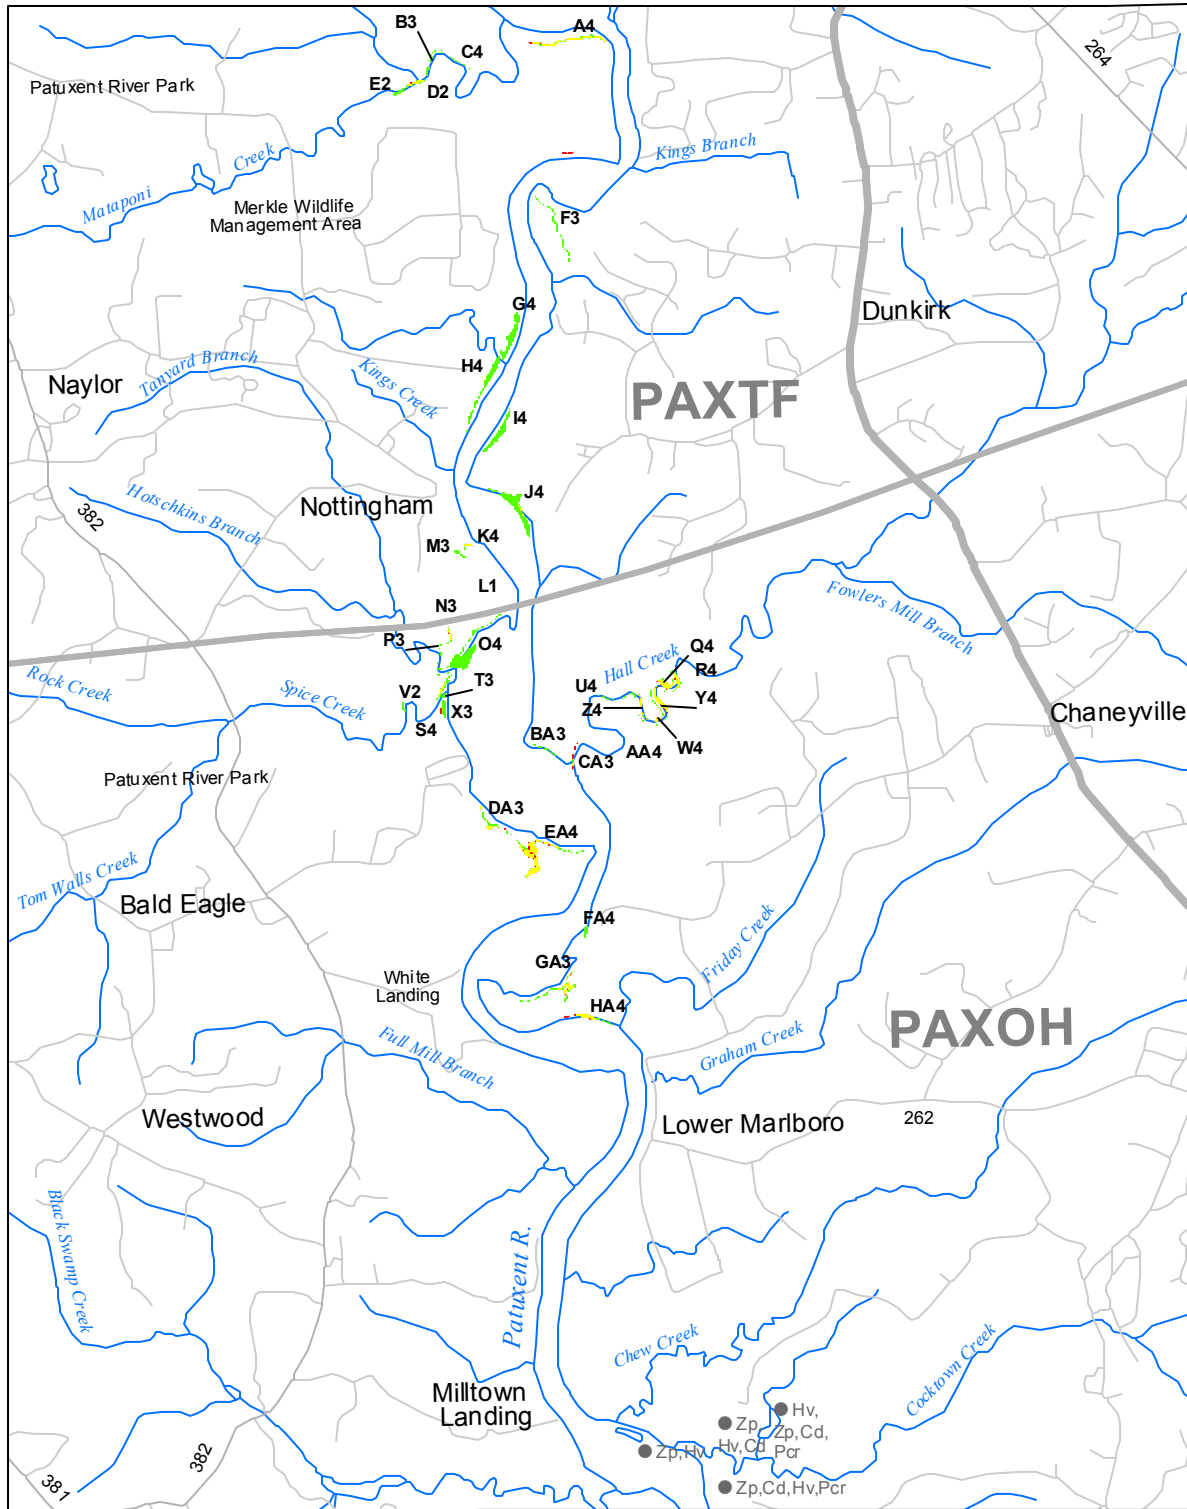 B3
A4
C4
264
Patuxent River Park
E2
D2
Kings Branch
Creek
Mataponi
Merkle Wildlife
Management Area
F3
G4
Dunkirk
Tanyard Branch
H4
Naylor
Kings Creek
PAXTF
I4
J4
Hotschkins Branch
382
Nottingham
K4
M3
L1
Fowlers Mill Branch
N3
P3
O4
Q4
Hall Creek
R4
Rock Creek
Spice Creek
T3
U4
V2
Z4
Y4
X3
S4
Chaneyville
BA3
AA4
W4
CA3
Patuxent River Park
DA3
EA4
Tom Walls Creek
Bald Eagle
FA4
Friday Creek
GA3
White
Landing
HA4
PAXOH
Full Mill Branch
Graham Creek
Westwood
Lower Marlboro
262
Black Swamp Creek
Patuxent R.
Chew Creek
Cocktown Creek
Milltown
Landing
Hv,
Zp,Cd,
Pcr
Zp,
Hv,Cd
Zp,Hv
382
381
Zp,Cd,Hv,Pcr